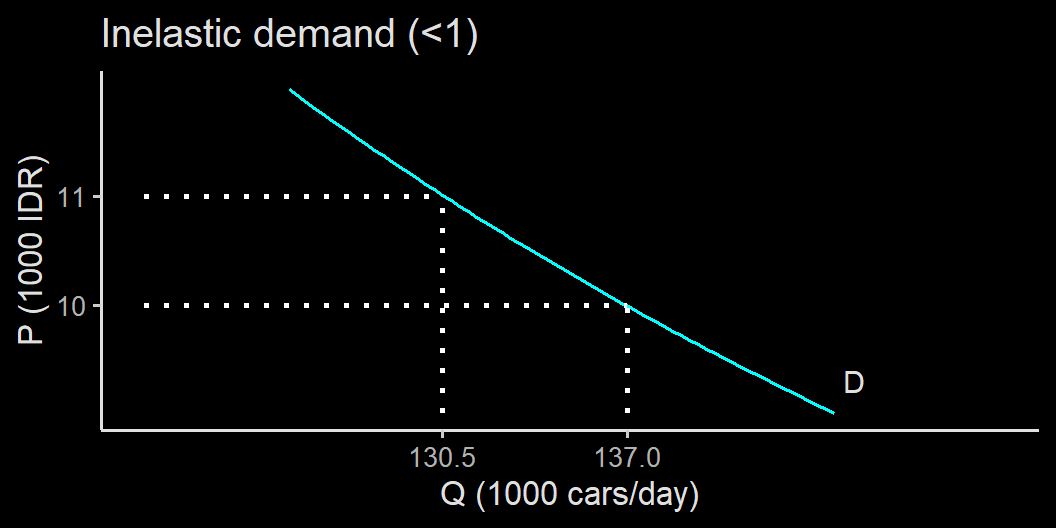 Inelastic demand (<1)
P (1000 IDR)
11
10
D
130.5
137.0
Q (1000 cars/day)